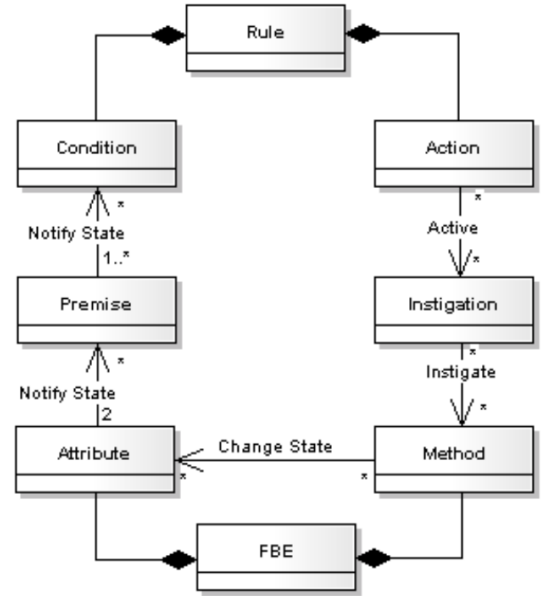 Rule
Condition
Action
*
*
Notify State
Active
1..*
*
Premise
Instigation
*
*
Notify State
Instigate
2
*
Attribute
Change State
Method
*
*
FBE